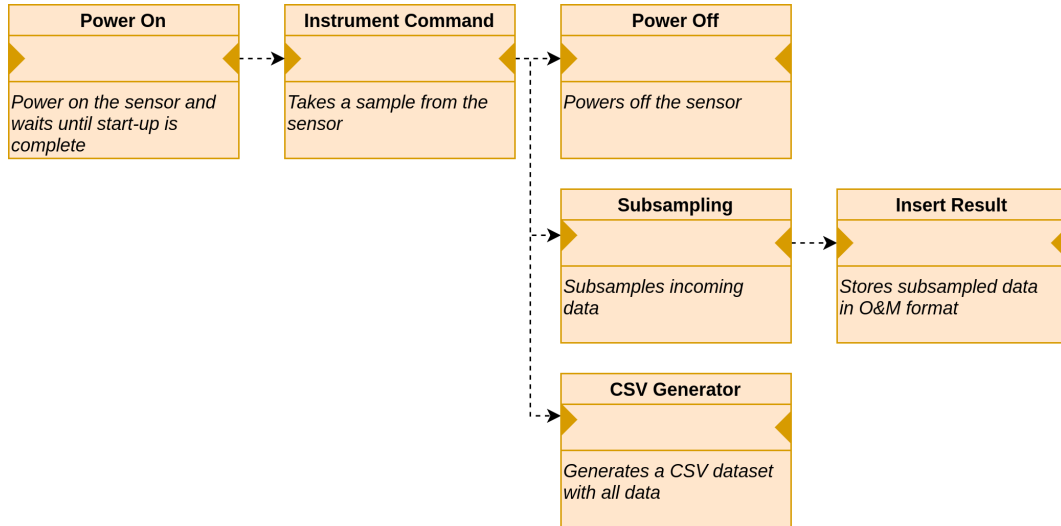 Power On
Power on the sensor and
waits until start-up is
complete
Instrument Command
Takes a sample from the
sensor
Power Off
Powers off the sensor
Subsampling
Subsamples incoming
data
Insert Result
Stores subsampled data
in O&M format
CSV Generator
Generates a CSV dataset
with all data